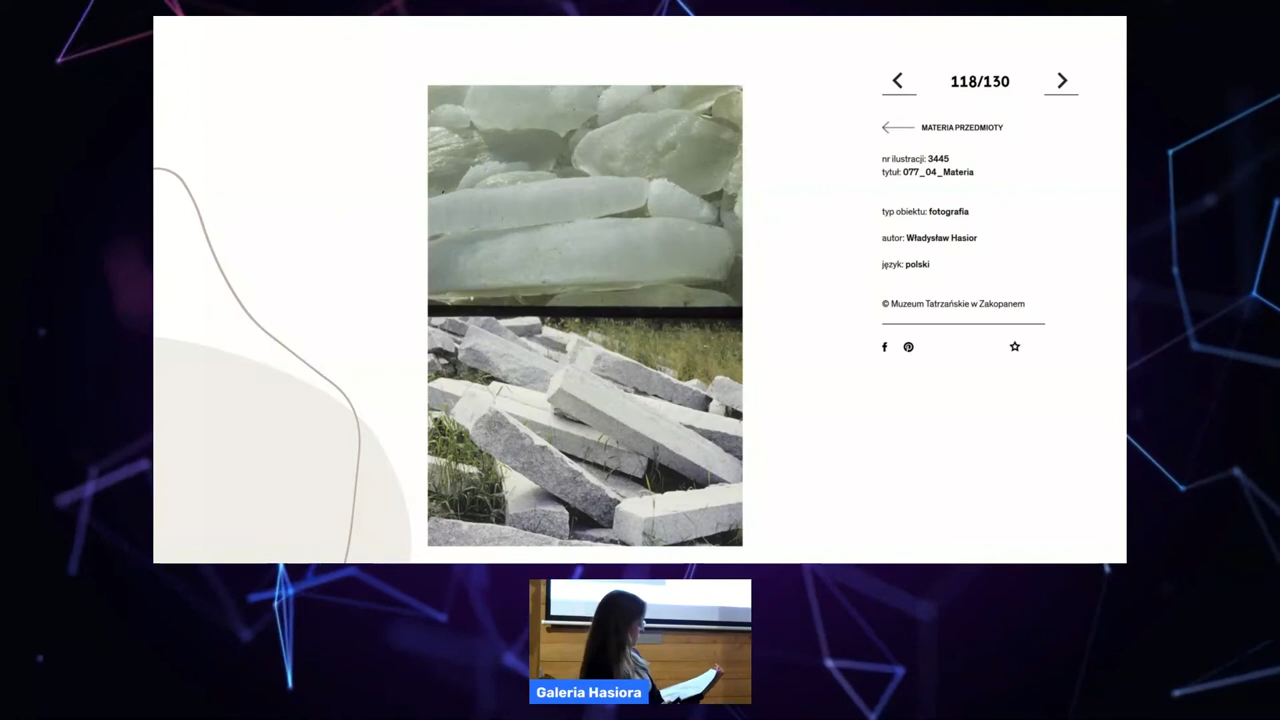 118/130
MATERIA PRZEDMIOTY
nr ilustracji: 3445
tytuł: 077_04_Materia
typ obiektu: fotografia
autor: Władysław Hasior
język: polski
© Muzeum Tatrzańskie w Zakopanem
Galeria Hasiora